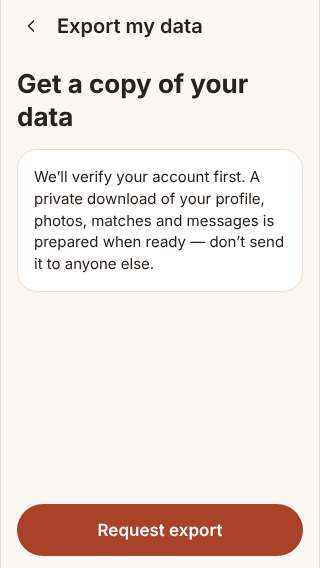 Export my data
Get a copy of your
data
We’ll verify your account first. A
private download of your profile,
photos, matches and messages is
prepared when ready — don’t send
it to anyone else.
Request export